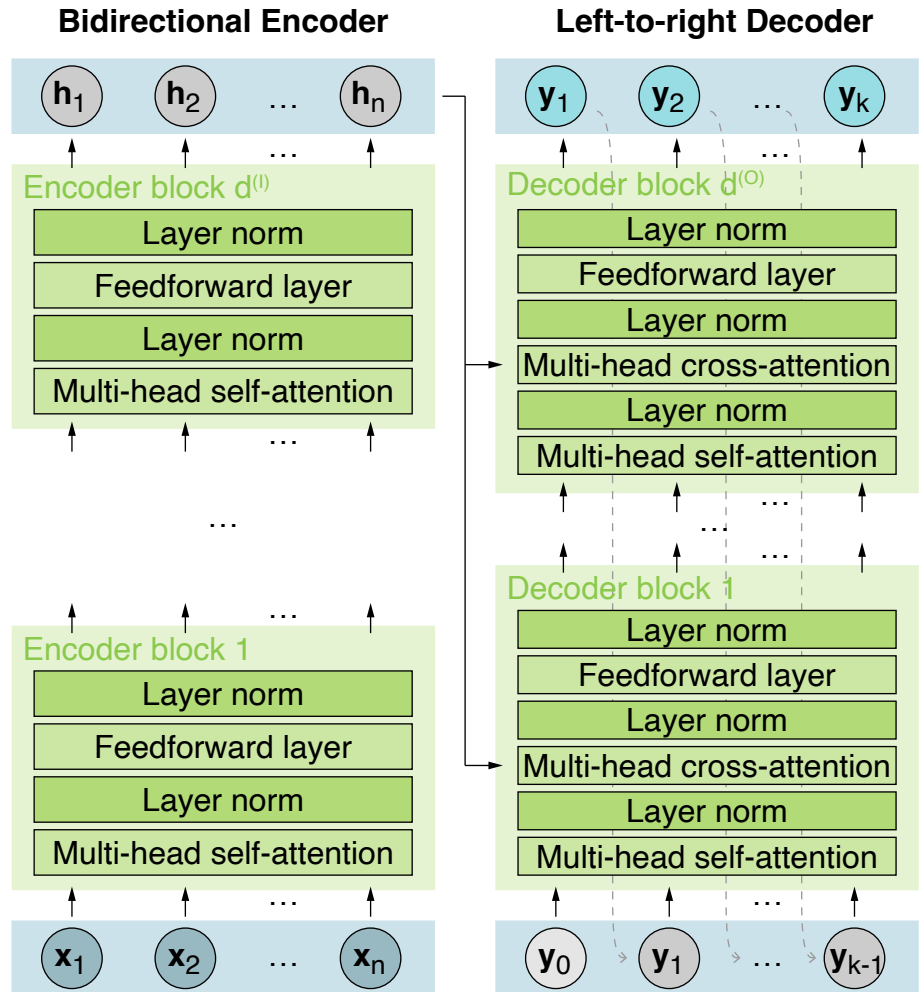 Bidirectional Encoder
h1 h2 … hn
…
Encoder block d(I)
Layer norm
Feedforward layer
Layer norm
Multi-head self-attention
…
…
…
Encoder block 1
Layer norm
Feedforward layer
Layer norm
Multi-head self-attention
…
x1 x2 … xn
Left-to-right Decoder
y1 y2 … yk
…
Decoder block d(O)
Layer norm
Feedforward layer
Layer norm
Multi-head cross-attention
Layer norm
Multi-head self-attention
…
…
…
Decoder block 1
Layer norm
Feedforward layer
Layer norm
Multi-head cross-attention
Layer norm
Multi-head self-attention
…
y0 y1 … yk-1